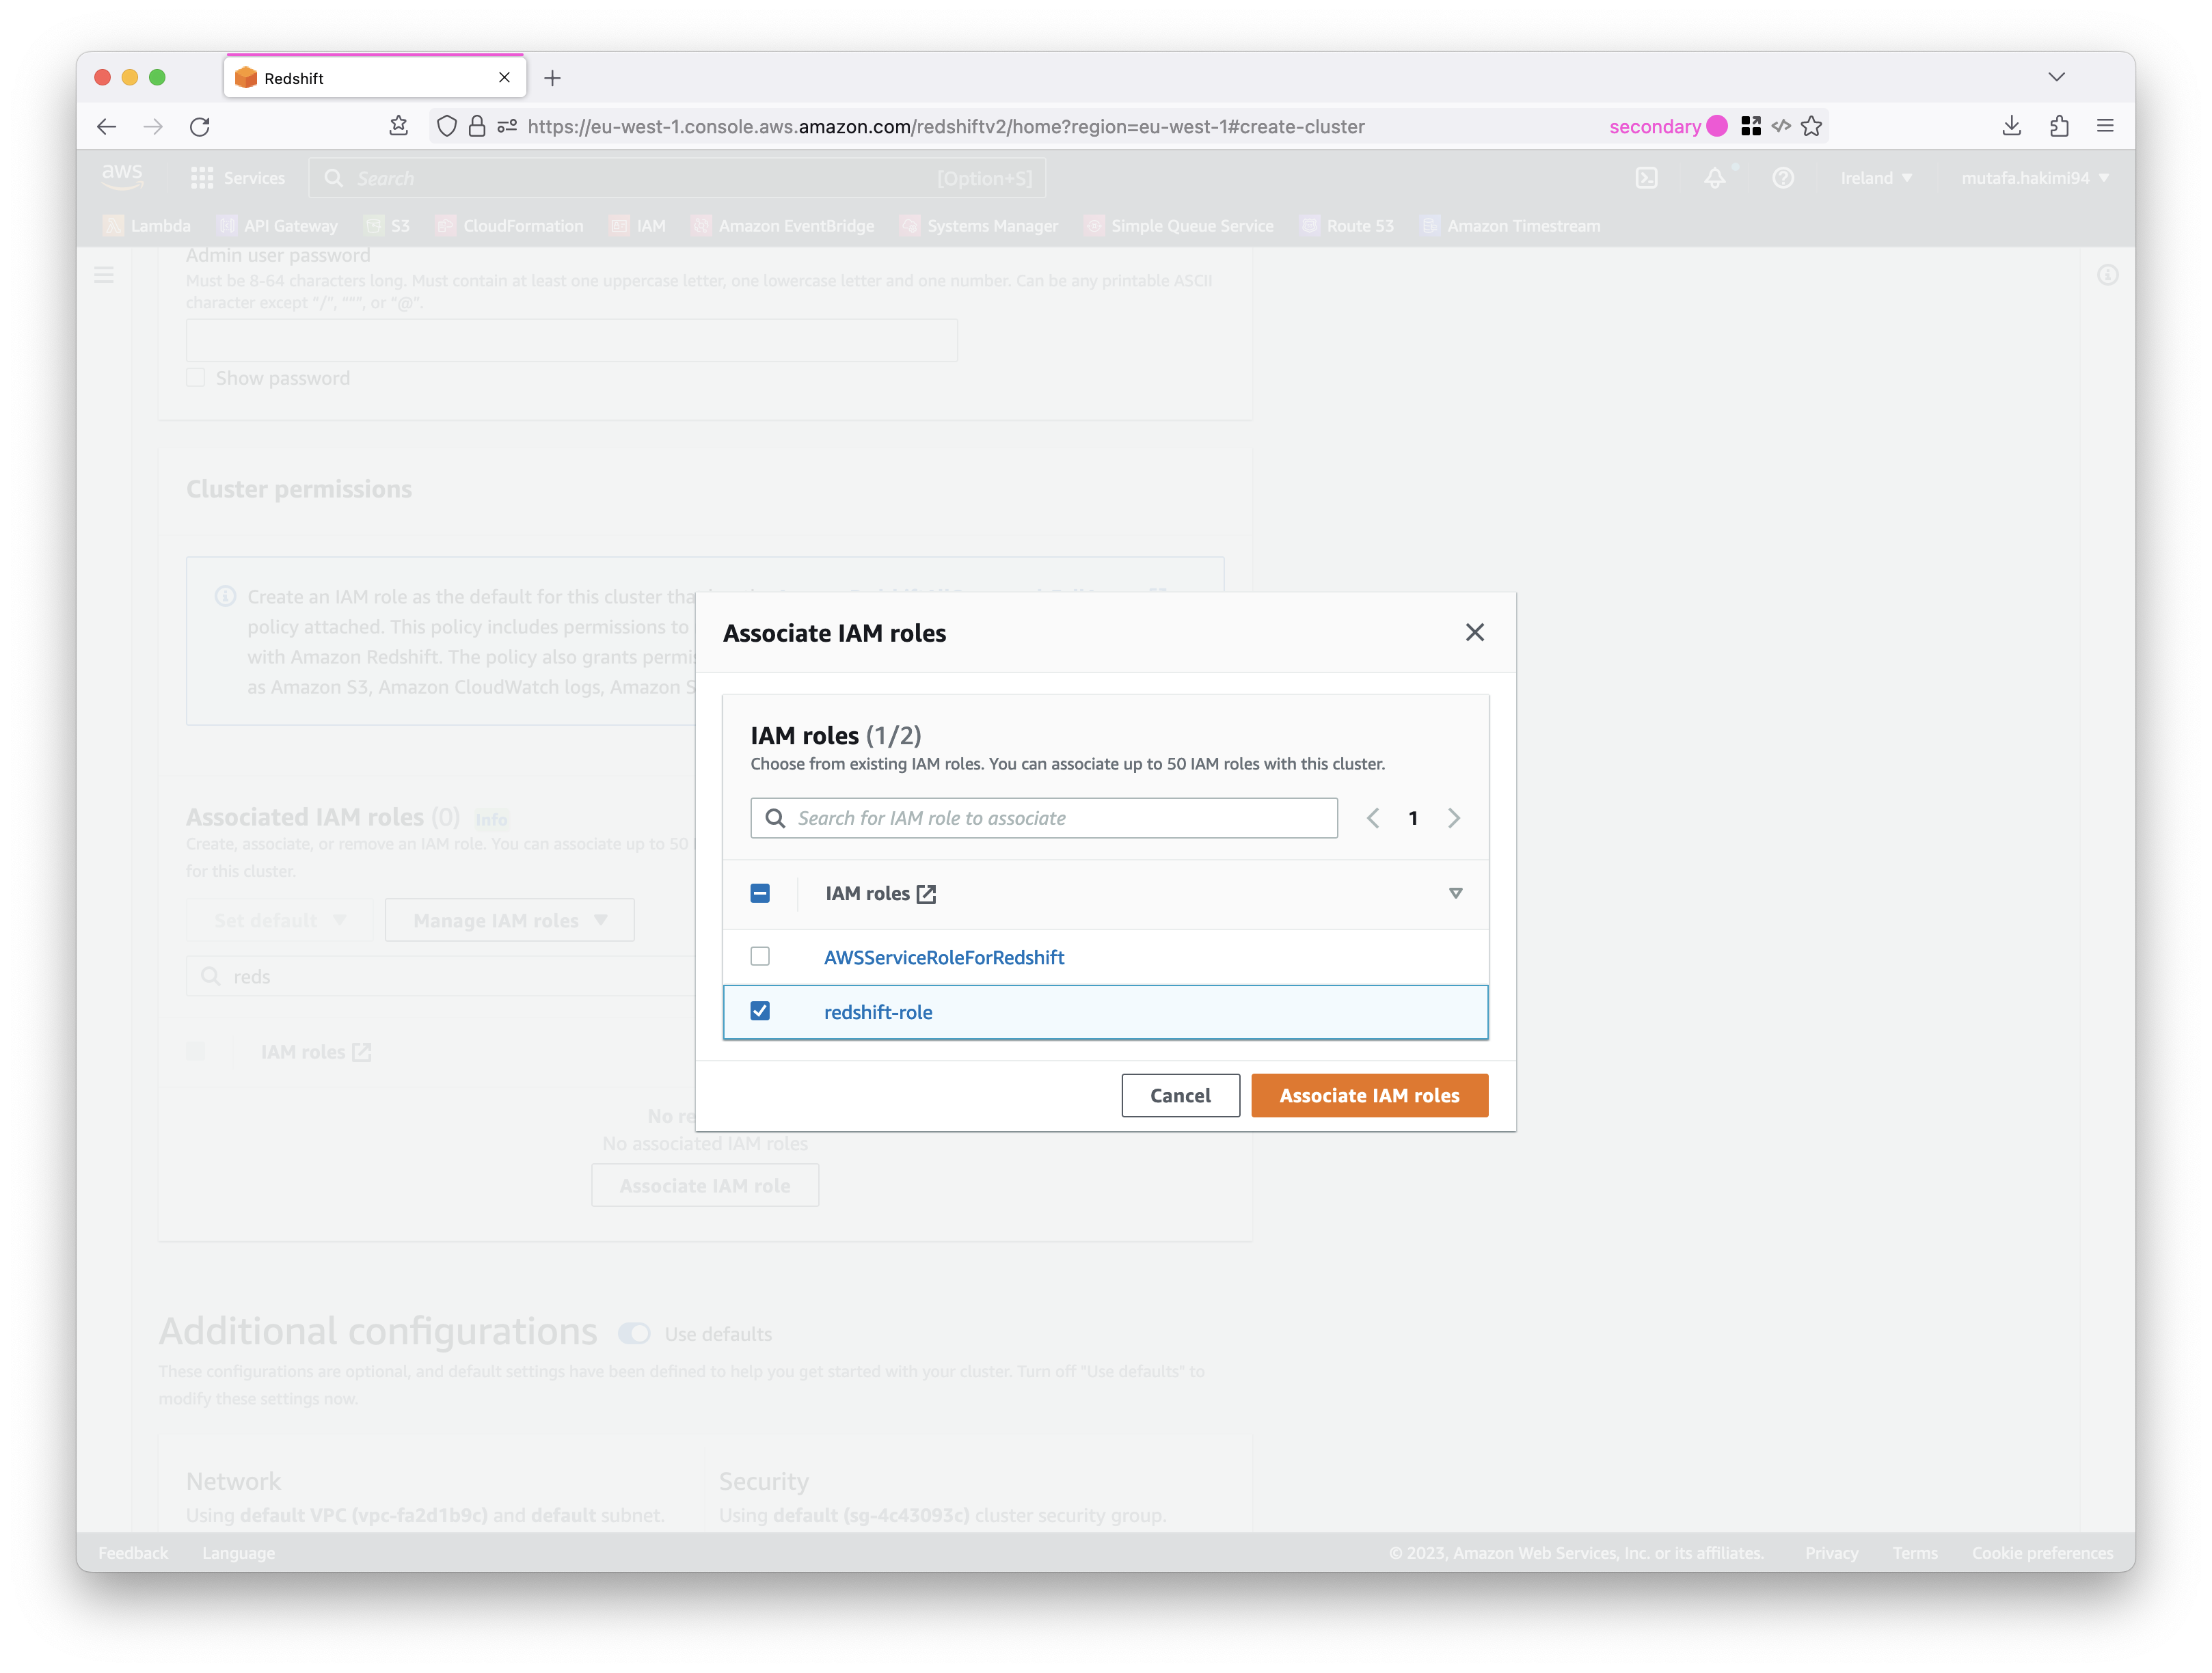 Redshift
https://eu-west-1.console.aws.amazon.com/redshiftv2/home?region=eu-west-1#create-cluster
secondary
aws
Services
Search
[Option+S]
Ireland
mutafa.hakimi94
Lambda
API Gateway
S3
CloudFormation
IAM
Amazon EventBridge
Systems Manager
Simple Queue Service
Route 53
Amazon Timestream
Admin user password
Must be 8-64 characters long. Must contain at least one uppercase letter, one lowercase letter and one number. Can be any printable ASCII
character except "/", """, or "@".
Show password
Cluster permissions
Create an IAM role as the default for this cluster tha
policy attached. This policy includes permissions to
with Amazon Redshift. The policy also grants permis
as Amazon S3, Amazon CloudWatch logs, Amazon S
Associated IAM roles (0) Info
Create, associate, or remove an IAM role. You can associate up to 50
for this cluster.
Set default
Manage IAM roles
reds
IAM roles
No re
No associated IAM roles
Associate IAM role
Associate IAM roles
IAM roles (1/2)
Choose from existing IAM roles. You can associate up to 50 IAM roles with this cluster.
Search for IAM role to associate
1
IAM roles
AWSServiceRoleForRedshift
redshift-role
Cancel
Associate IAM roles
Additional configurations
Use defaults
These configurations are optional, and default settings have been defined to help you get started with your cluster. Turn off "Use defaults" to
modify these settings now.
Network
Using default VPC (vpc-fa2d1b9c) and default subnet.
Security
Using default (sg-4c43093c) cluster security group.
Feedback
Language
© 2023, Amazon Web Services, Inc. or its affiliates.
Privacy
Terms
Cookie preferences